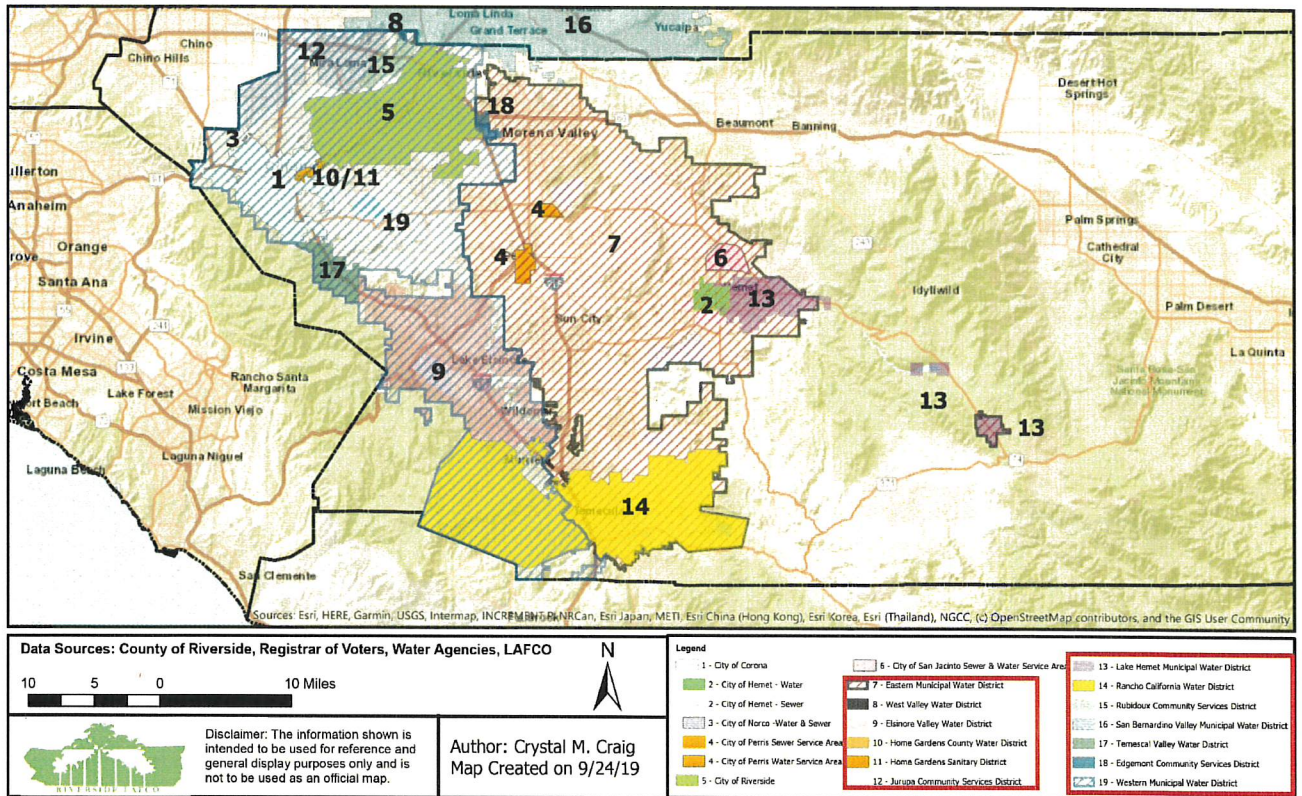 Loma Linda
Grand Terrace
Yucaipa
8
16
Chino
Chino Hills
12
Mira Loma
15
Desert Hot
Springs
5
18
3
Moreno Valley
Beaumont
Banning
Fullerton
1
10/11
Anaheim
4
19
7
Palm Springs
Orange
243
Cathedral
City
4
6
Santa Ana
17
2
13
Idyllwild
Palm Desert
Sun City
Irvine
La Quinta
Costa Mesa
Rancho Santa
Margarita
9
Lake Elsinore
Lake Forest
Mission Viejo
13
13
Wildomar
Laguna Niguel
Laguna Beach
Murrieta
74
14
Temecula
San Clemente
Sources: Esri, HERE, Garmin, USGS, Intermap, INCREMENT P, NRCan, Esri Japan, METI, Esri China (Hong Kong), Esri Korea, Esri (Thailand), NGCC, (c) OpenStreetMap contributors, and the GIS User Community
Data Sources: County of Riverside, Registrar of Voters, Water Agencies, LAFCO
N
10 5 0 10 Miles
RIVERSIDE LAFCO
Disclaimer: The information shown is
intended to be used for reference and
general display purposes only and is
not to be used as an official map.
Author: Crystal M. Craig
Map Created on 9/24/19
Legend
1 - City of Corona
2 - City of Hemet - Water
2 - City of Hemet - Sewer
3 - City of Norco -Water & Sewer
4 - City of Perris Sewer Service Area
4 - City of Perris Water Service Area
5 - City of Riverside
6 - City of San Jacinto Sewer & Water Service Area
7 - Eastern Municipal Water District
8 - West Valley Water District
9 - Elsinore Valley Water District
10 - Home Gardens County Water District
11 - Home Gardens Sanitary District
12 - Jurupa Community Services District
13 - Lake Hemet Municipal Water District
14 - Rancho California Water District
15 - Rubidoux Community Services District
16 - San Bernardino Valley Municipal Water District
17 - Temescal Valley Water District
18 - Edgemont Community Services District
19 - Western Municipal Water District